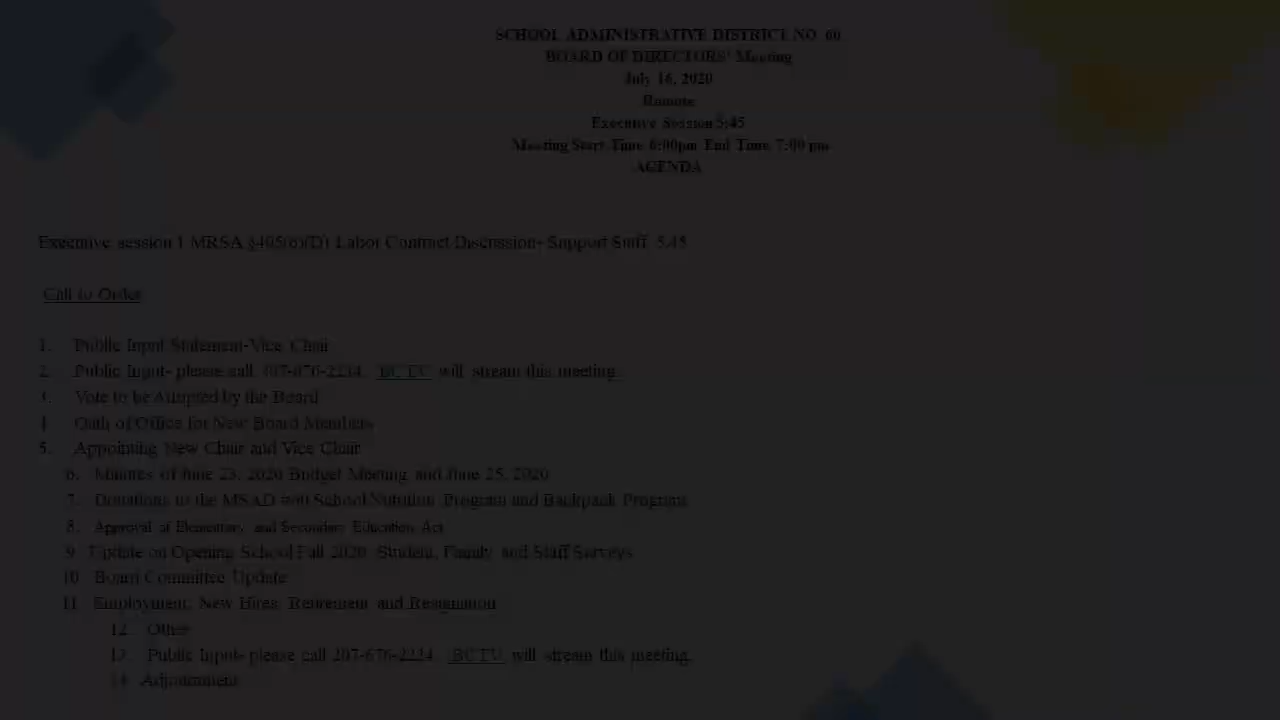 SCHOOL ADMINISTRATIVE DISTRICT NO. 60
BOARD OF DIRECTORS' Meeting
July 16, 2020
Remote
Executive Session 5:45
Meeting Start Time 6:00pm End Time 7:00 pm
AGENDA
Executive session 1 MRSA §405(6)(D) Labor Contract Discussion- Support Staff 5:45
Call to Order
1. Public Input Statement-Vice Chair
2. Public Input- please call 207-676-2234. BCTV will stream this meeting.
3. Vote to be Adopted by the Board
4. Oath of Office for New Board Members
5. Appointing New Chair and Vice Chair
6. Minutes of June 23, 2020 Budget Meeting and June 25, 2020
7. Donations to the MSAD #60 School Nutrition Program and Backpack Program
8. Approval of Elementary and Secondary Education Act
9. Update on Opening School Fall 2020 Student, Family and Staff Surveys
10. Board Committee Update
11. Employment: New Hires, Retirement and Resignation
12. Other
13. Public Input- please call 207-676-2234. BCTV will stream this meeting.
14. Adjournment